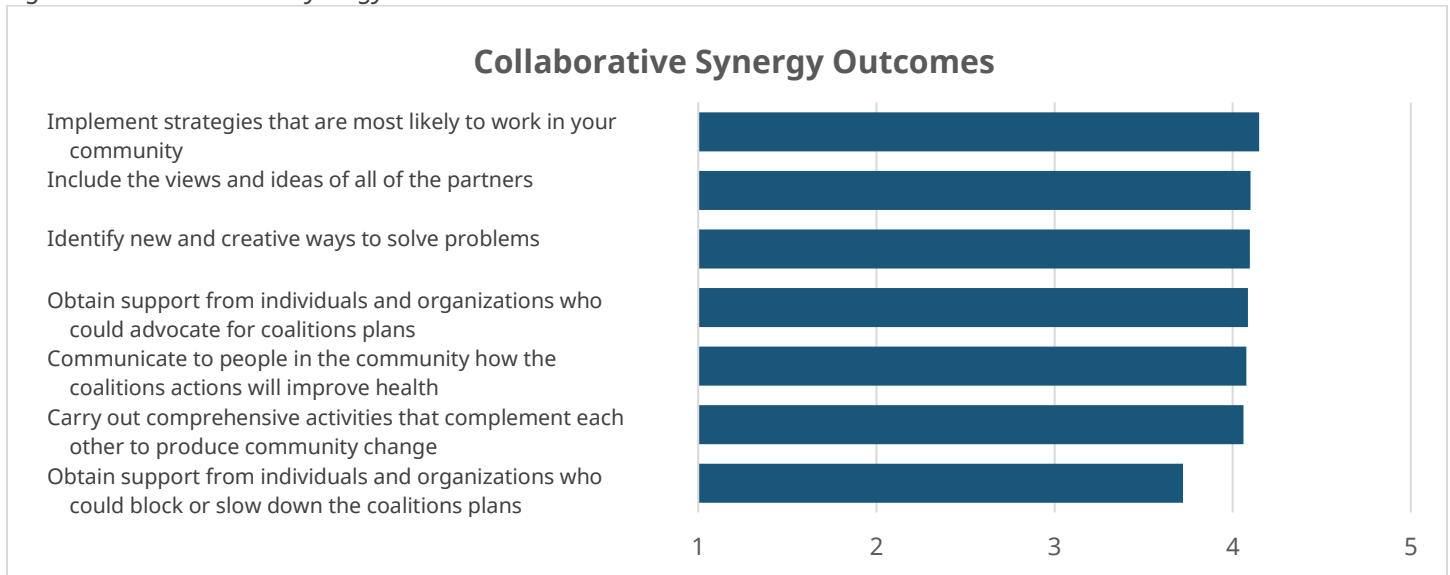 Collaborative Synergy Outcomes
Implement strategies that are most likely to work in your
community
Include the views and ideas of all of the partners
Identify new and creative ways to solve problems
Obtain support from individuals and organizations who
could advocate for coalitions plans
Communicate to people in the community how the
coalitions actions will improve health
Carry out comprehensive activities that complement each
other to produce community change
Obtain support from individuals and organizations who
could block or slow down the coalitions plans
1 2 3 4 5